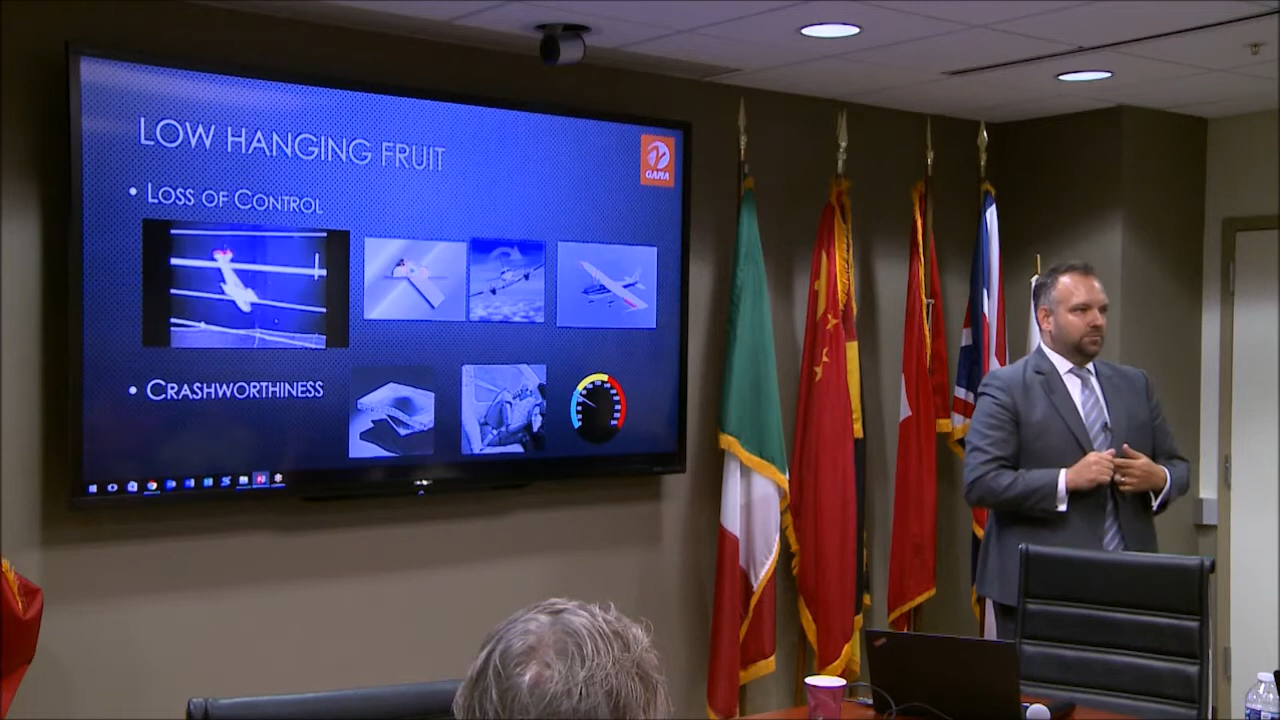 LOW HANGING FRUIT
GAMA
• LOSS OF CONTROL
• CRASHWORTHINESS